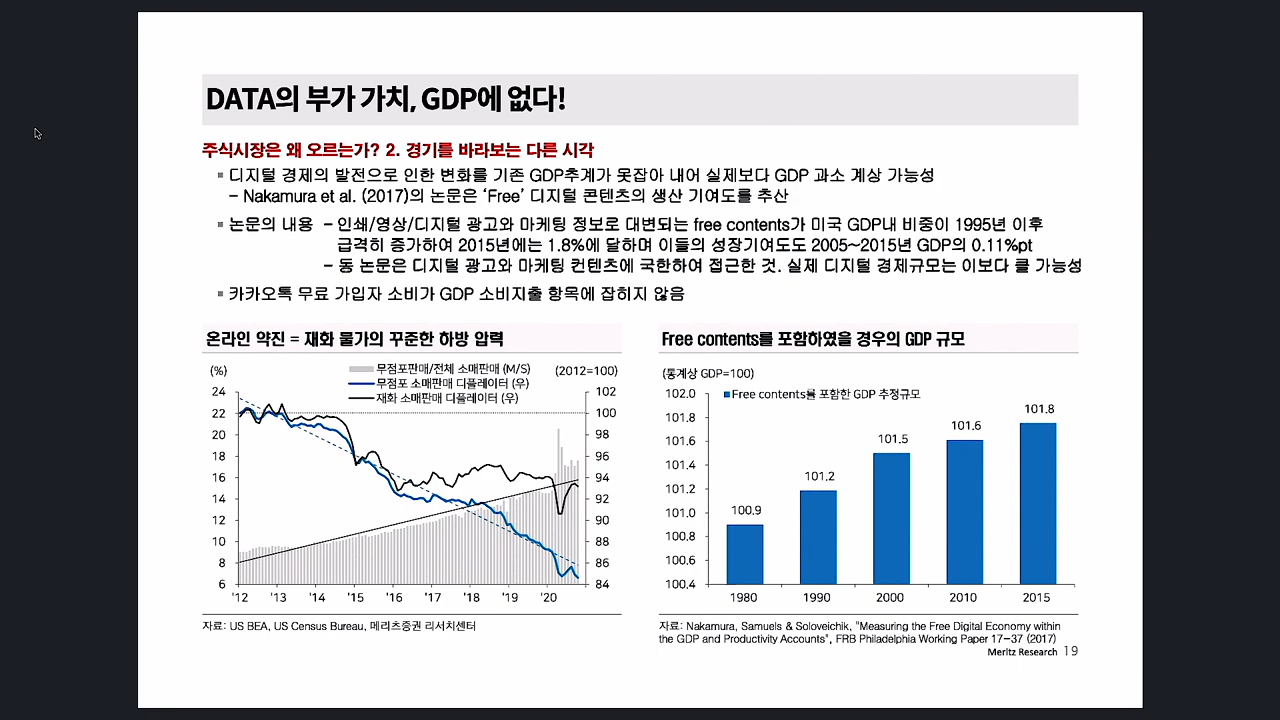 DATA의 부가 가치, GDP에 없다!
주식시장은 왜 오르는가? 2. 경기를 바라보는 다른 시각
▪ 디지털 경제의 발전으로 인한 변화를 기존 GDP추계가 못잡아 내어 실제보다 GDP 과소 계상 가능성
– Nakamura et al. (2017)의 논문은 ‘Free’ 디지털 콘텐츠의 생산 기여도를 추산
▪ 논문의 내용 – 인쇄/영상/디지털 광고와 마케팅 정보로 대변되는 free contents가 미국 GDP내 비중이 1995년 이후
급격히 증가하여 2015년에는 1.8%에 달하며 이들의 성장기여도도 2005~2015년 GDP의 0.11%pt
– 동 논문은 디지털 광고와 마케팅 컨텐츠에 국한하여 접근한 것. 실제 디지털 경제규모는 이보다 클 가능성
▪ 카카오톡 무료 가입자 소비가 GDP 소비지출 항목에 잡히지 않음
온라인 약진 = 재화 물가의 꾸준한 하방 압력
(%)
무점포판매/전체 소매판매 (M/S)
무점포 소매판매 디플레이터 (우)
재화 소매판매 디플레이터 (우)
(2012=100)
24
22
20
18
16
14
12
10
8
6
102
100
98
96
94
92
90
88
86
84
'12 '13 '14 '15 '16 '17 '18 '19 '20
자료: US BEA, US Census Bureau, 메리츠증권 리서치센터
Free contents를 포함하였을 경우의 GDP 규모
(통계상 GDP=100)
Free contents를 포함한 GDP 추정규모
102.0
101.8
101.6
101.4
101.2
101.0
100.8
100.6
100.4
100.9
101.2
101.5
101.6
101.8
1980 1990 2000 2010 2015
자료: Nakamura, Samuels & Soloveichik, "Measuring the Free Digital Economy within
the GDP and Productivity Accounts", FRB Philadelphia Working Paper 17-37 (2017)
Meritz Research 19